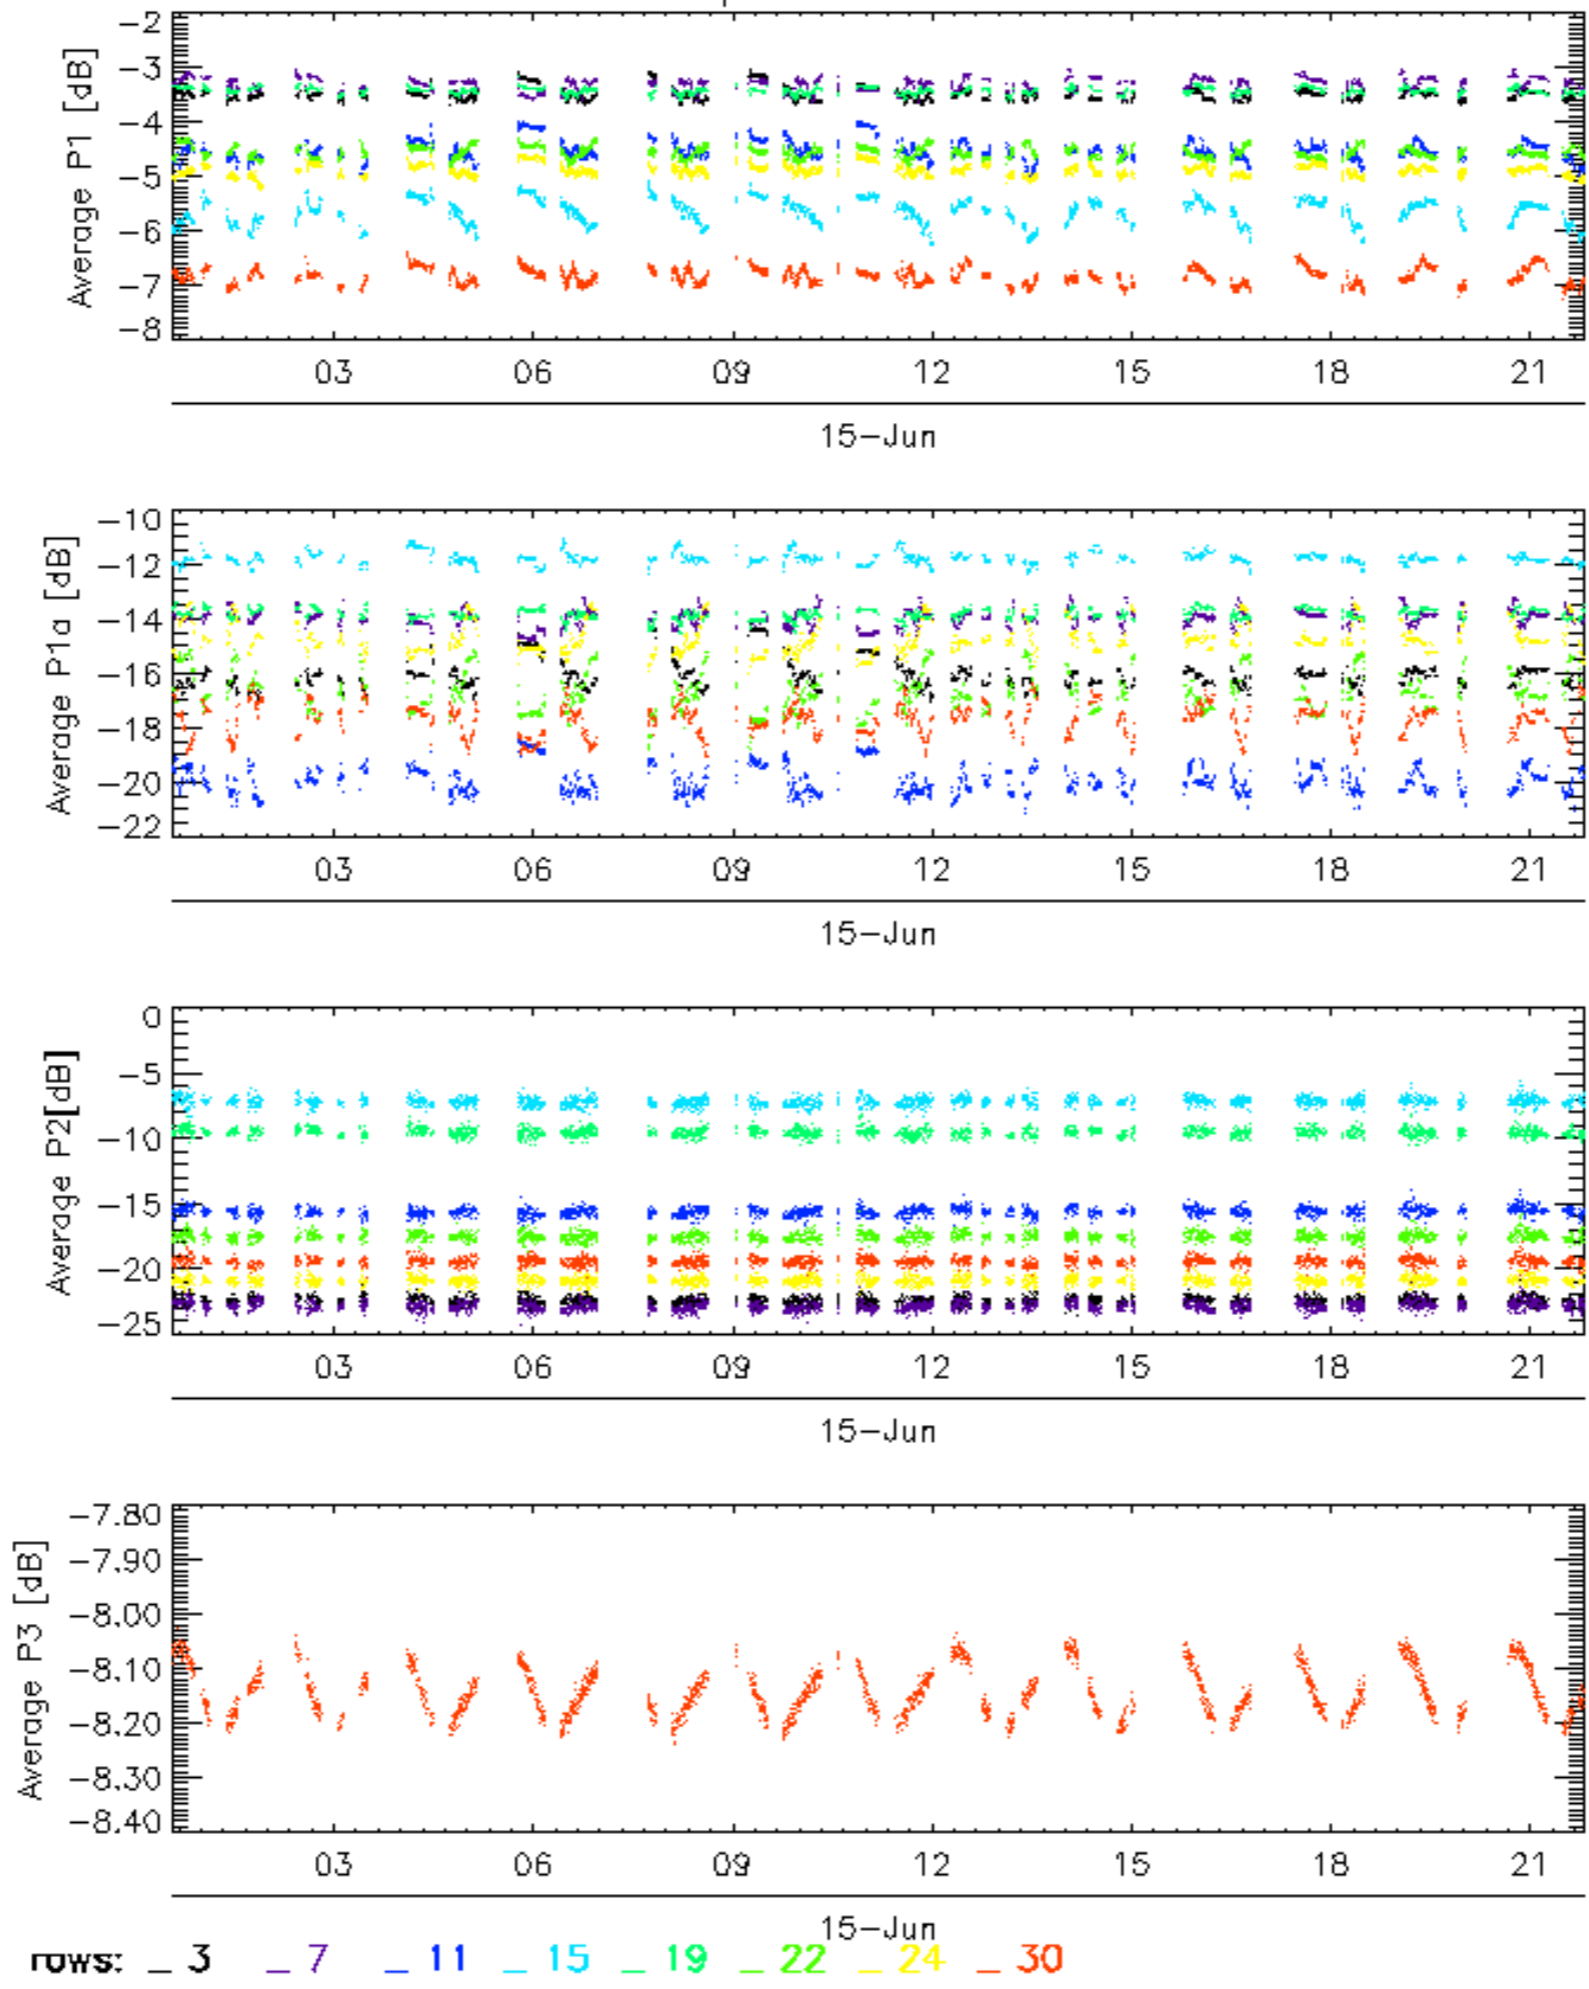 -2
-3
-4
-5
-6
-7
-8
Average P1 [dB]
03 06 09 12 15 18 21
15-Jun
-10
-12
-14
-16
-18
-20
-22
Average P1a [dB]
03 06 09 12 15 18 21
15-Jun
0
-5
-10
-15
-20
-25
Average P2[dB]
03 06 09 12 15 18 21
15-Jun
-7.80
-7.90
-8.00
-8.10
-8.20
-8.30
-8.40
Average P3 [dB]
03 06 09 12 15 18 21
15-Jun
rows: _ 3 _ 7 _ 11 _ 15 _ 19 _ 22 _ 24 _ 30